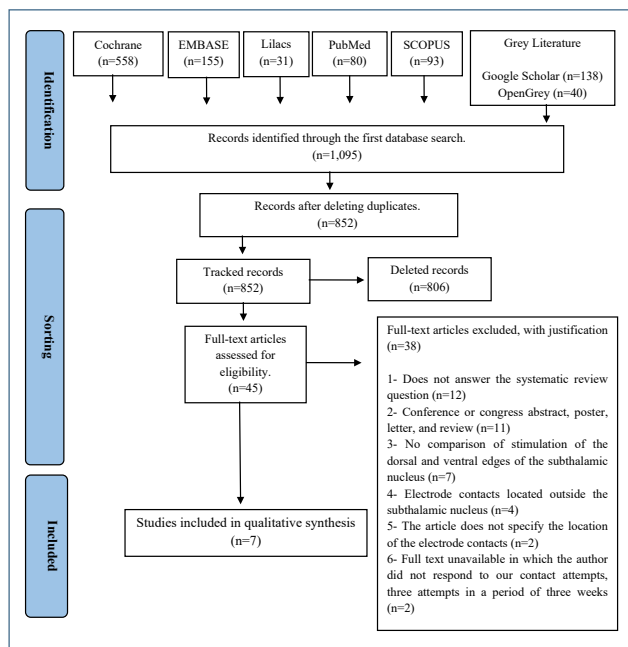 Identification
Cochrane
(n=558)
EMBASE
(n=155)
Lilacs
(n=31)
PubMed
(n=80)
SCOPUS
(n=93)
Grey Literature
Google Scholar (n=138)
OpenGrey (n=40)
Records identified through the first database search.
(n=1,095)
Sorting
Records after deleting duplicates.
(n=852)
Tracked records
(n=852)
Deleted records
(n=806)
Full-text articles
assessed for
eligibility.
(n=45)
Full-text articles excluded, with justification
(n=38)
1- Does not answer the systematic review
question (n=12)
2- Conference or congress abstract, poster,
letter, and review (n=11)
3- No comparison of stimulation of the
dorsal and ventral edges of the subthalamic
nucleus (n=7)
4- Electrode contacts located outside the
subthalamic nucleus (n=4)
5- The article does not specify the location
of the electrode contacts (n=2)
6- Full text unavailable in which the author
did not respond to our contact attempts,
three attempts in a period of three weeks
(n=2)
Included
Studies included in qualitative synthesis
(n=7)